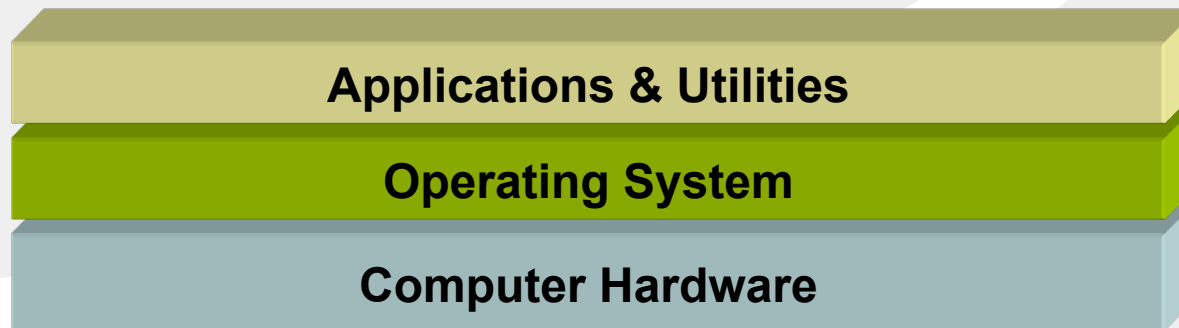 Applications & Utilities
Operating System
Computer Hardware